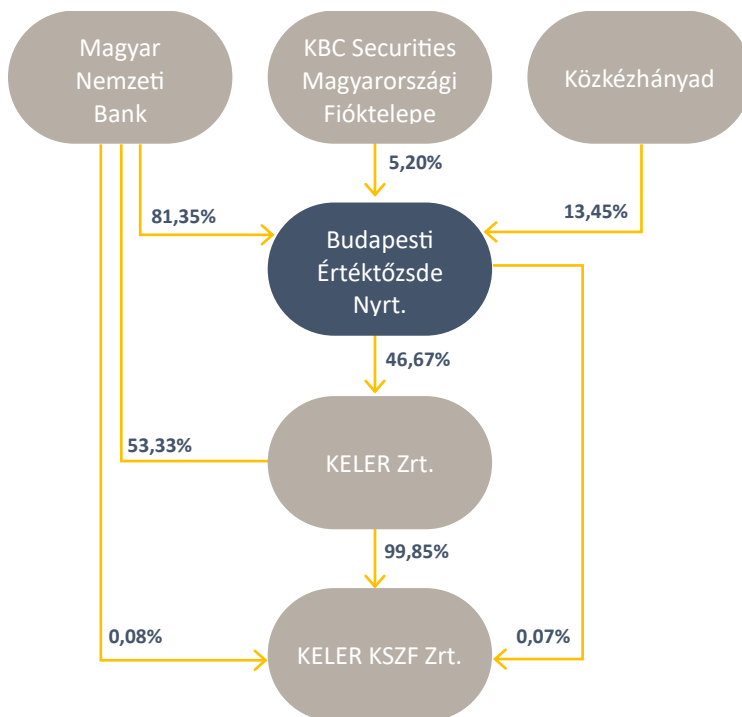 Magyar
Nemzeti
Bank
KBC Securities
Magyarországi
Fióktelepe
Közkézhányad
5,20%
81,35%
13,45%
Budapesti
Értéktőzsde
Nyrt.
46,67%
53,33%
KELER Zrt.
99,85%
0,08%
0,07%
KELER KSZF Zrt.